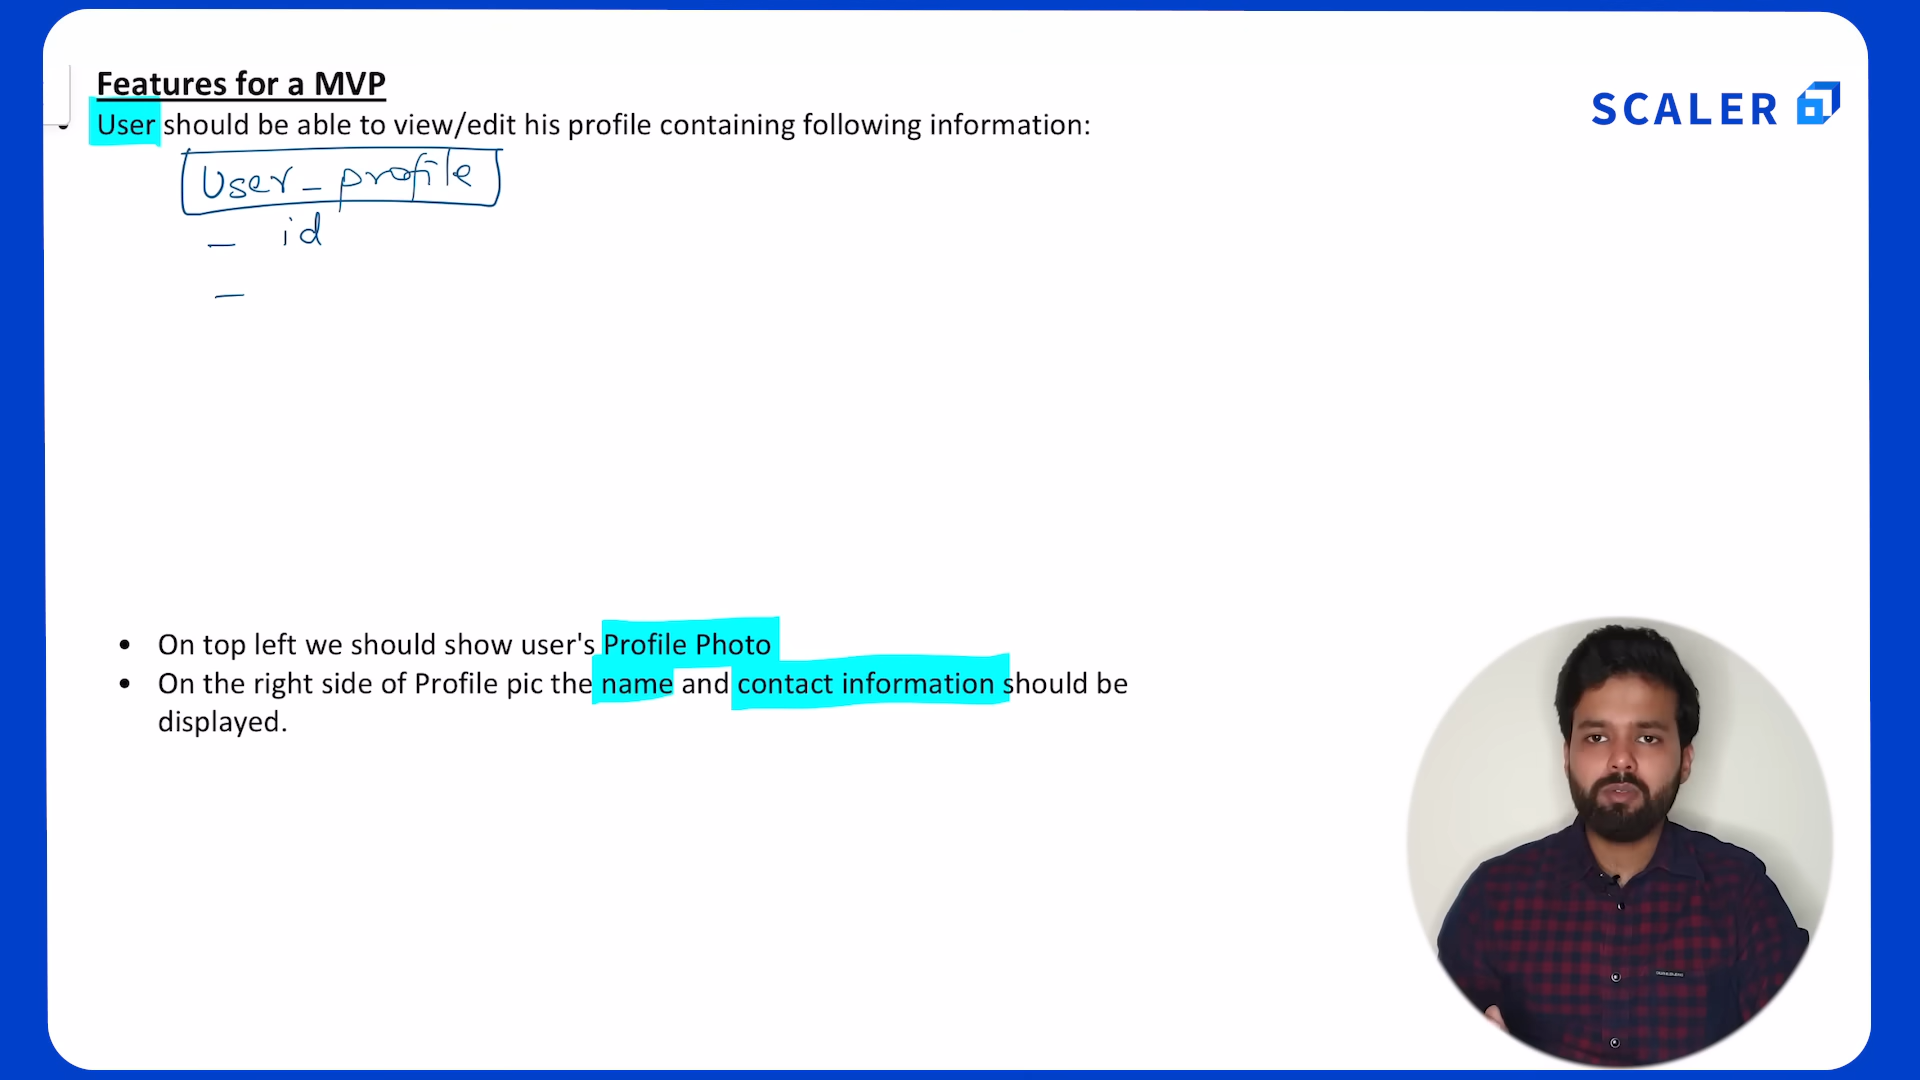 Features for a MVP
SCALER
• User should be able to view/edit his profile containing following information:
User_profile
- id
-
• On top left we should show user's Profile Photo
• On the right side of Profile pic the name and contact information should be
displayed.